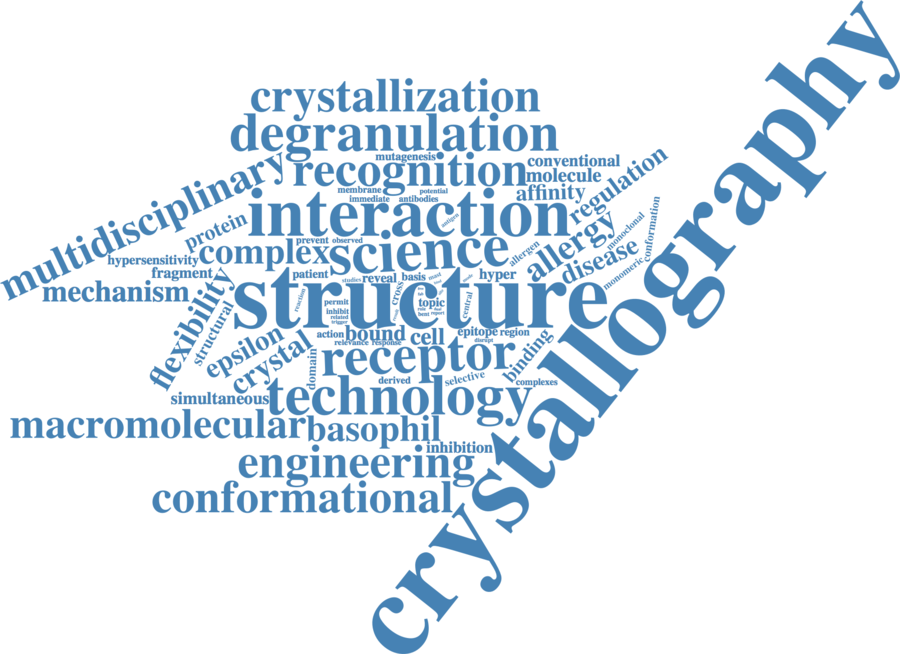 crystallography
crystallization
degranulation
mutagenesis
recognition
conventional
molecule
multidisciplinary
membrane
potential
immediate
antibodies
affinity
regulation
interaction
antigen
protein
allergy
monoclonal
conformation
hypersensitivity
complex
prevent
observed
science
allergen
disease
fragment
patient
studies
reveal
basis
hyper
monomeric
mechanism
structure
flexibility
structural
reaction
cross
central
topic
permit
inhibit
related
trigger
report
action
bound
cell
epitope
region
disrupt
relevance
response
epsilon
crystal
domain
receptor
binding
derived
selective
complexes
simultaneous
technology
macromolecular
basophil
inhibition
engineering
conformational